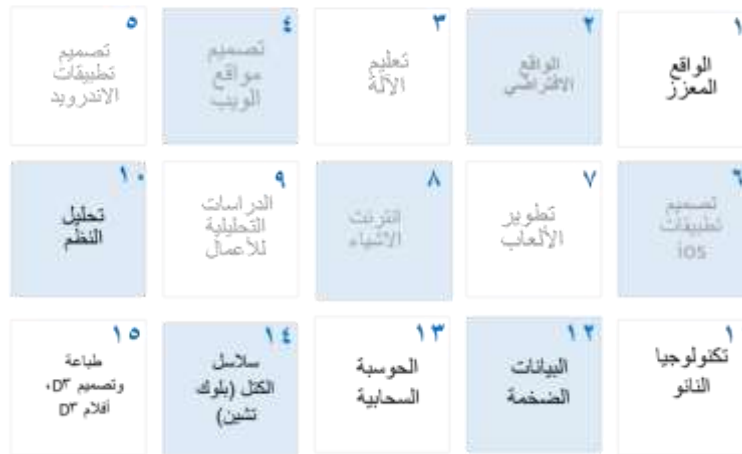 ١
الواقع
المعزز
٢
الواقع
الافتراضي
٣
تعليم
الآلة
٤
تصميم
مواقع
الويب
٥
تصميم
تطبيقات
الاندرويد
٦
تصميم
تطبيقات
ios
٧
تطوير
الألعاب
٨
انترنت
الاشياء
٩
الدراسات
التحليلية
للأعمال
١٠
تحليل
النظم
١
تكنولوجيا
النانو
١٢
البيانات
الضخمة
١٣
الحوسبة
السحابية
١٤
سلاسل
الكتل (بلوك
تشين)
١٥
طباعة
وتصميم D٣،
أفلام D٣